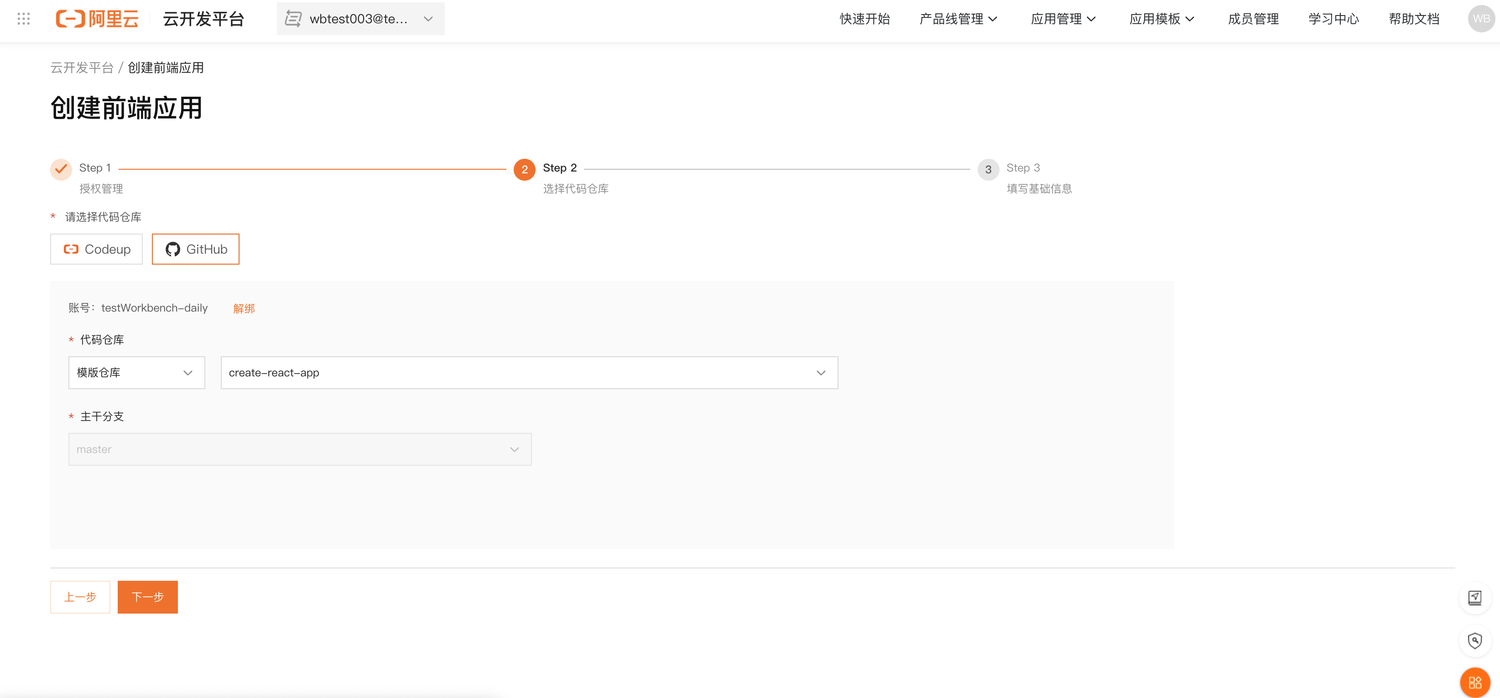 阿里云 云开发平台 wbtest003@te... 快速开始 产品线管理 应用管理 应用模板 成员管理 学习中心 帮助文档 WB
云开发平台 / 创建前端应用
创建前端应用
Step 1 2 Step 2 3 Step 3
授权管理 选择代码仓库 填写基础信息
* 请选择代码仓库
Codeup GitHub
账号：testWorkbench-daily 解绑
* 代码仓库
模版仓库 create-react-app
* 主干分支
master
上一步 下一步